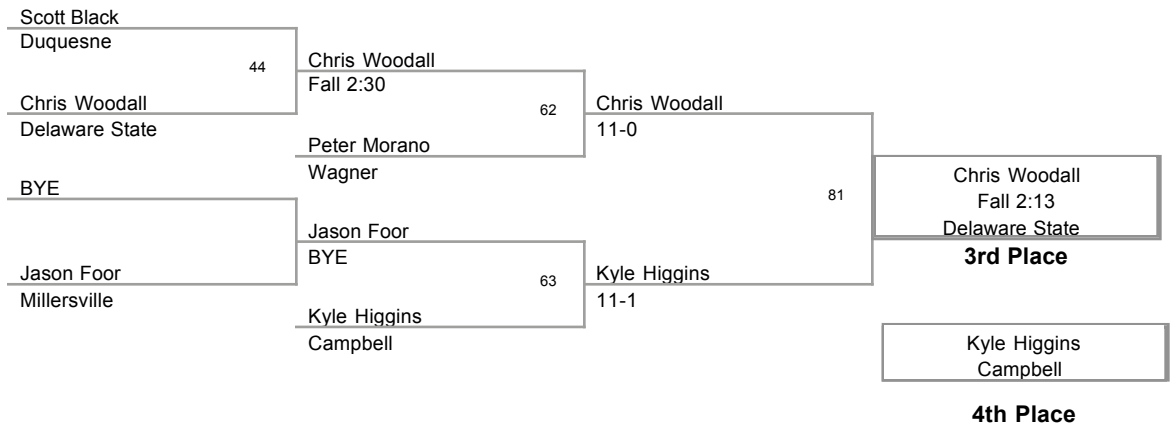 Scott Black
Duquesne
44
Chris Woodall
Fall 2:30
Chris Woodall
Delaware State
62
Chris Woodall
11-0
Peter Morano
Wagner
BYE
81
Chris Woodall
Fall 2:13
Delaware State
3rd Place
Jason Foor
BYE
Jason Foor
Millersville
63
Kyle Higgins
11-1
Kyle Higgins
Campbell
Kyle Higgins
Campbell
4th Place